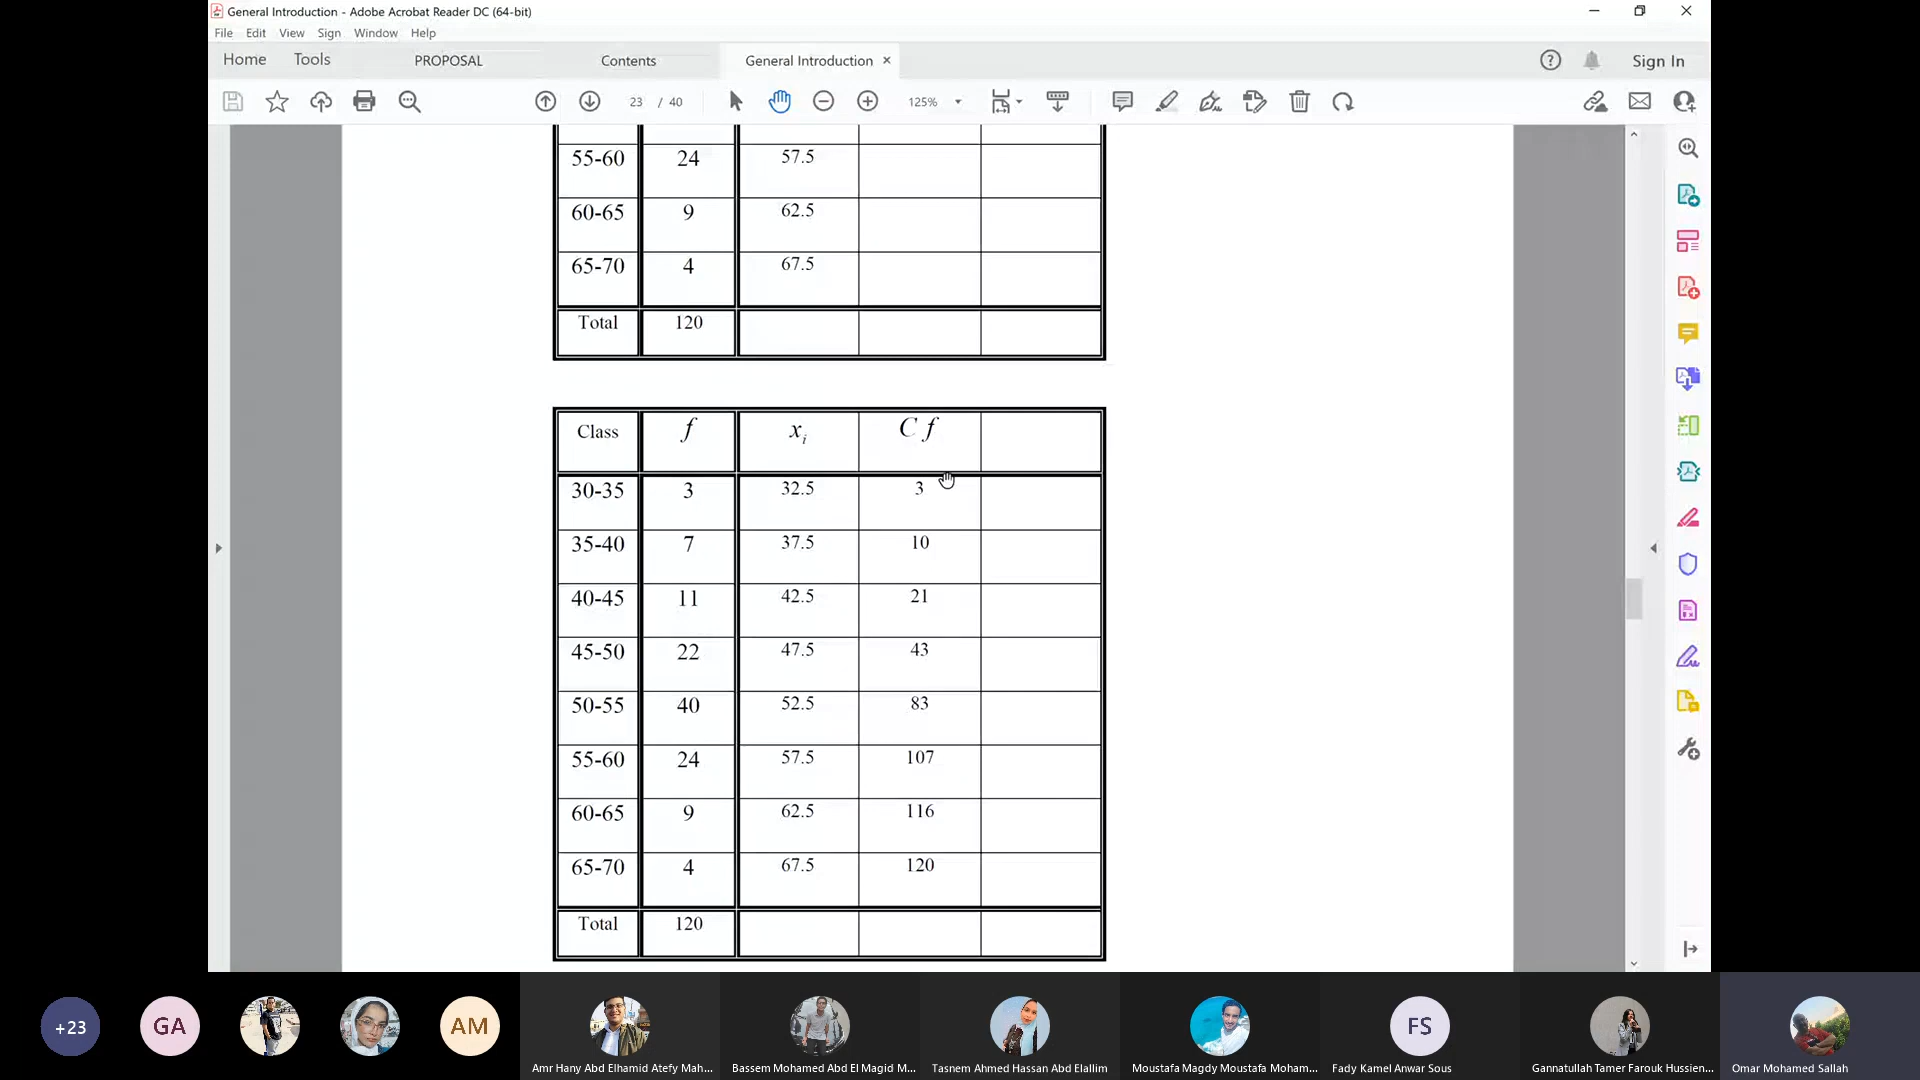 General Introduction - Adobe Acrobat Reader DC (64-bit)
File Edit View Sign Window Help
Home Tools PROPOSAL Contents General Introduction × Sign In
23 / 40 125%
55-60 24 57.5
60-65 9 62.5
65-70 4 67.5
Total 120
Class f xi C f
30-35 3 32.5 3
35-40 7 37.5 10
40-45 11 42.5 21
45-50 22 47.5 43
50-55 40 52.5 83
55-60 24 57.5 107
60-65 9 62.5 116
65-70 4 67.5 120
Total 120
+23 GA AM FS
Amr Hany Abd Elhamid Atefy Mah... Bassem Mohamed Abd El Magid M... Tasnem Ahmed Hassan Abd Elallim Moustafa Magdy Moustafa Moham... Fady Kamel Anwar Sous Gannatullah Tamer Farouk Hussien... Omar Mohamed Sallah